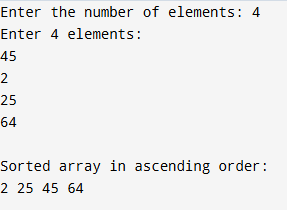 Enter the number of elements: 4
Enter 4 elements:
45
2
25
64
Sorted array in ascending order:
2 25 45 64